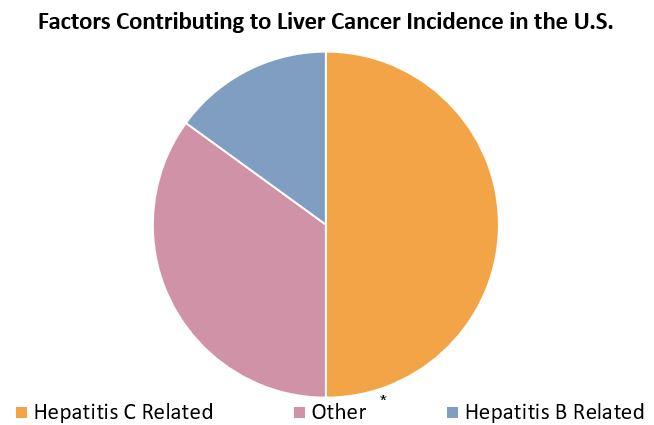 Factors Contributing to Liver Cancer Incidence in the U.S.
Hepatitis C Related Other * Hepatitis B Related